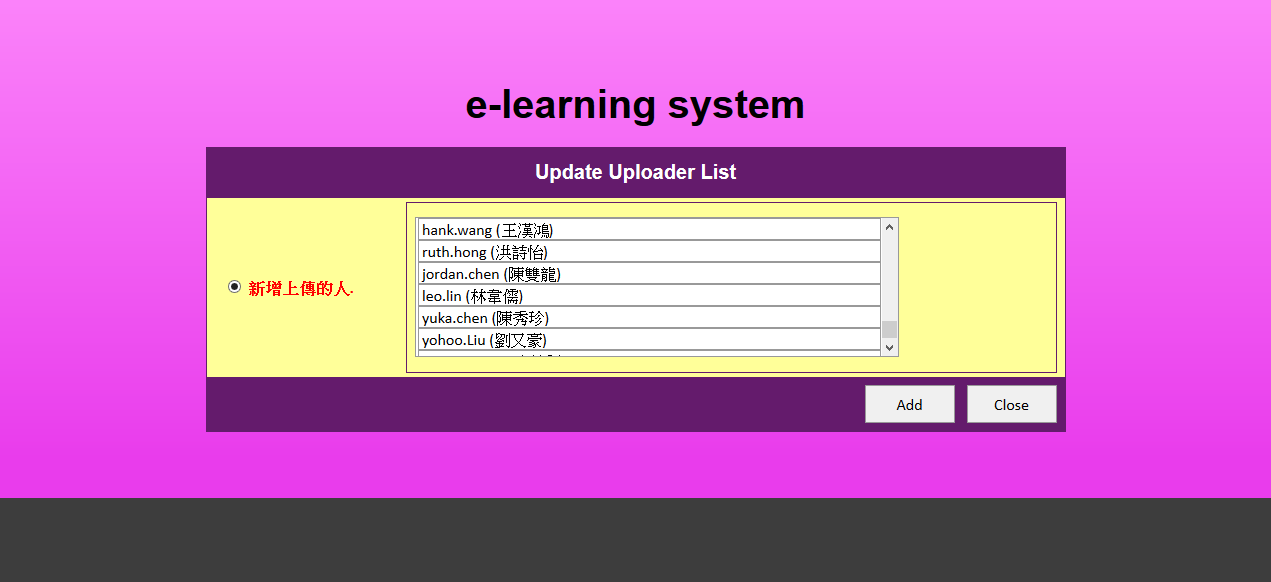 e-learning system
Update Uploader List
新增上傳的人.
hank.wang (王漢鴻)
ruth.hong (洪詩怡)
jordan.chen (陳雙龍)
leo.lin (林韋儒)
yuka.chen (陳秀珍)
yohoo.Liu (劉又豪)
Add Close